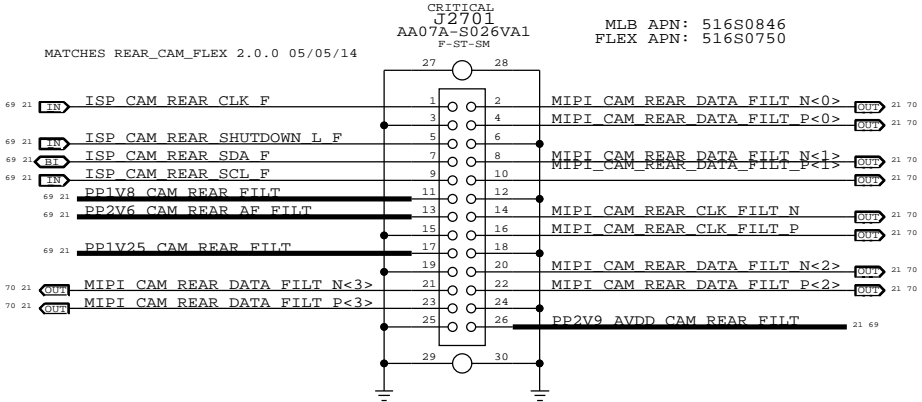 CRITICAL
J2701
AA07A-S026VA1
F-ST-SM
MLB APN: 516S0846
FLEX APN: 516S0750
MATCHES REAR_CAM_FLEX 2.0.0 05/05/14
27 28
69 21 IN ISP_CAM_REAR_CLK_F 1 2 MIPI_CAM_REAR_DATA_FILT_N<0> OUT 21 70
3 4 MIPI_CAM_REAR_DATA_FILT_P<0> OUT 21 70
69 21 IN ISP_CAM_REAR_SHUTDOWN_L_F 5 6
69 21 BI ISP_CAM_REAR_SDA_F 7 8 MIPI_CAM_REAR_DATA_FILT_N<1> OUT 21 70
69 21 IN ISP_CAM_REAR_SCL_F 9 10 MIPI_CAM_REAR_DATA_FILT_P<1> OUT 21 70
69 21 PP1V8_CAM_REAR_FILT 11 12
69 21 PP2V6_CAM_REAR_AF_FILT 13 14 MIPI_CAM_REAR_CLK_FILT_N OUT 21 70
15 16 MIPI_CAM_REAR_CLK_FILT_P OUT 21 70
69 21 PP1V25_CAM_REAR_FILT 17 18
19 20 MIPI_CAM_REAR_DATA_FILT_N<2> OUT 21 70
70 21 OUT MIPI_CAM_REAR_DATA_FILT_N<3> 21 22 MIPI_CAM_REAR_DATA_FILT_P<2> OUT 21 70
70 21 OUT MIPI_CAM_REAR_DATA_FILT_P<3> 23 24
25 26 PP2V9_AVDD_CAM_REAR_FILT 21 69
29 30